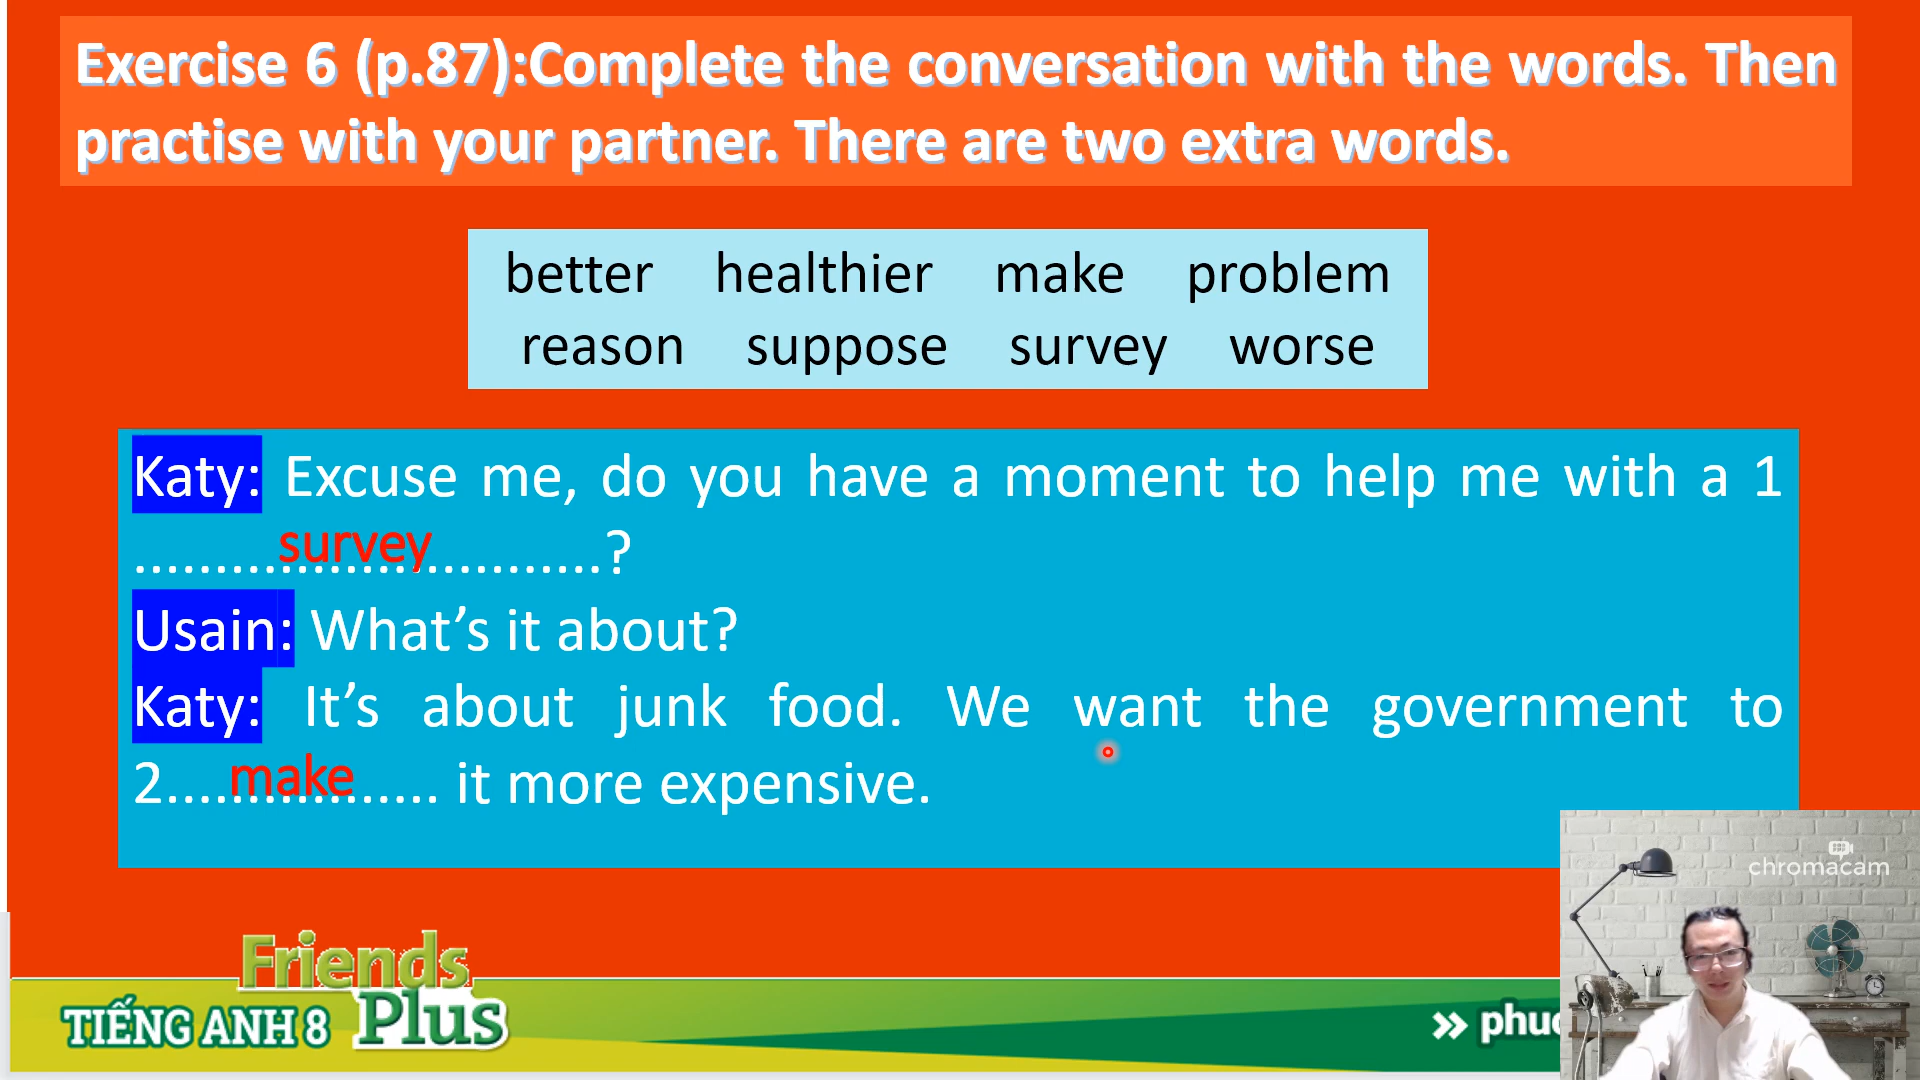 Exercise 6 (p.87):Complete the conversation with the words. Then
practise with your partner. There are two extra words.
better healthier make problem
reason suppose survey worse
Katy: Excuse me, do you have a moment to help me with a 1
.............survey.............?
Usain: What’s it about?
Katy: It’s about junk food. We want the government to
2....make..... it more expensive.
chromacam
Friends
Plus
TIẾNG ANH 8